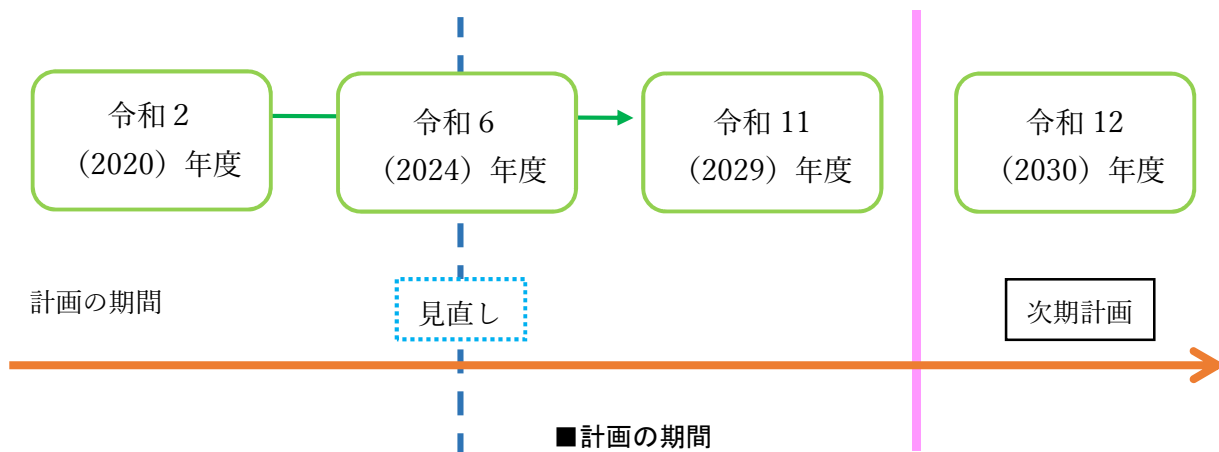 令和２
（2020）年度
令和６
（2024）年度
令和 11
（2029）年度
令和 12
（2030）年度
計画の期間
見直し
次期計画
■計画の期間